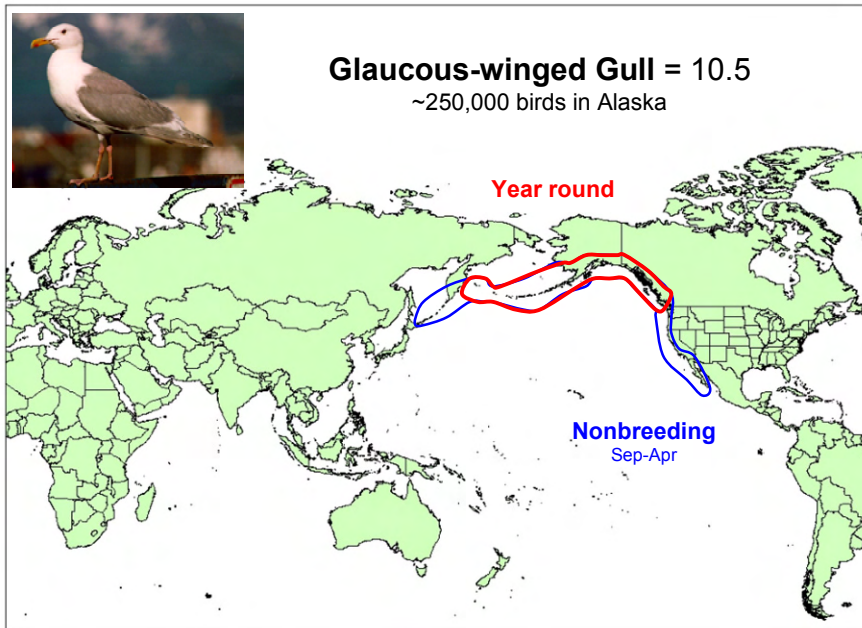 Glaucous-winged Gull = 10.5
~250,000 birds in Alaska
Year round
Nonbreeding
Sep-Apr